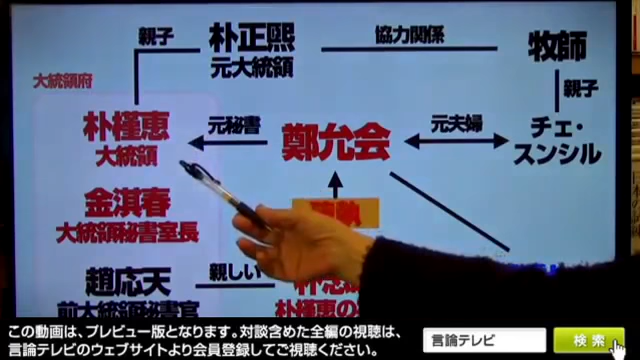 親子
朴正熙
元大統領
協力関係
牧師
大統領府
親子
朴槿恵
大統領
元秘書
鄭允会
元夫婦
チェ・
スンシル
金淇春
大統領秘書室長
趙応天
前大統領秘書官
親しい
この動画は、プレビュー版となります。対談含めた全編の視聴は、
言論テレビのウェブサイトより会員登録してご視聴ください。
言論テレビ
検索